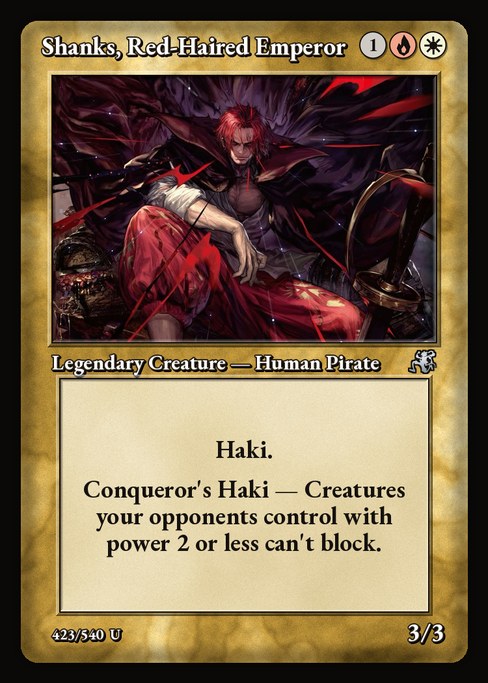 Shanks, Red-Haired Emperor 1
Legendary Creature — Human Pirate
Haki.
Conqueror's Haki — Creatures
your opponents control with
power 2 or less can't block.
423/540 U
3/3